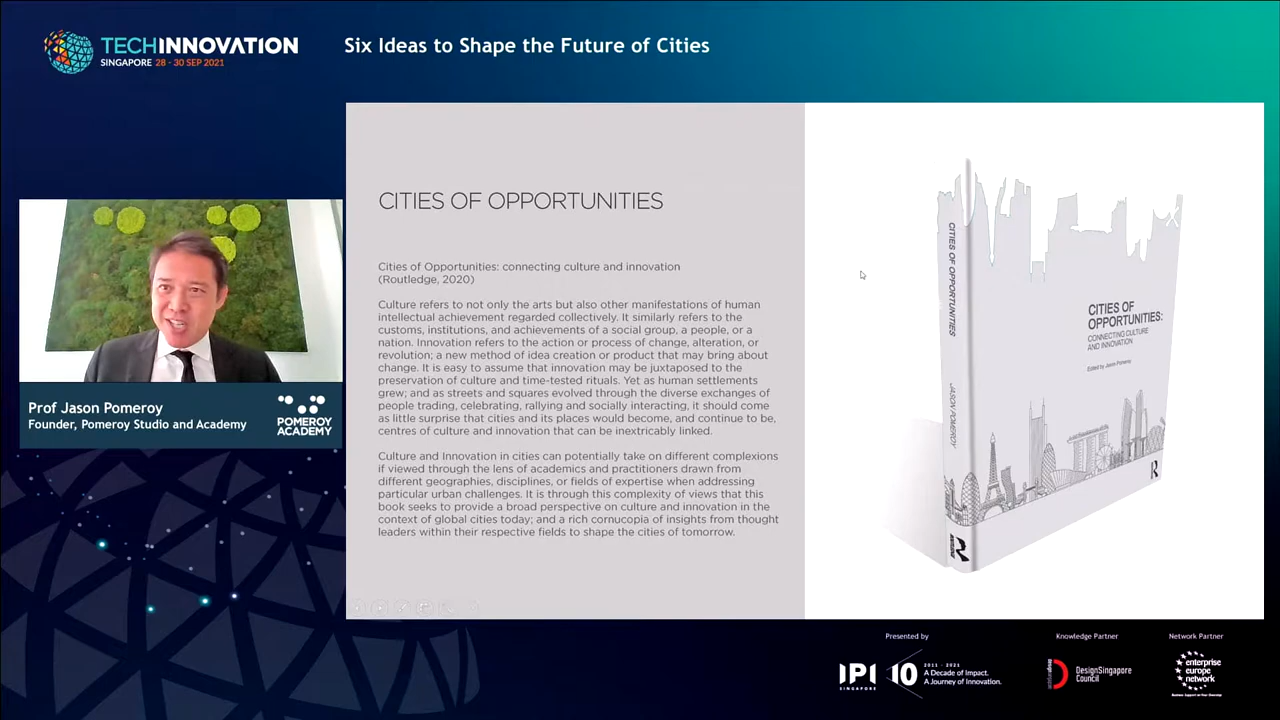 TECHINNOVATION
SINGAPORE 28 - 30 SEP 2021
Six Ideas to Shape the Future of Cities
Prof Jason Pomeroy
Founder, Pomeroy Studio and Academy
POMEROY
ACADEMY
CITIES OF OPPORTUNITIES
Cities of Opportunities: connecting culture and innovation
(Routledge, 2020)
Culture refers to not only the arts but also other manifestations of human
intellectual achievement regarded collectively. It similarly refers to the
customs, institutions, and achievements of a social group, a people, or a
nation. Innovation refers to the action or process of change, alteration, or
revolution; a new method of idea creation or product that may bring about
change. It is easy to assume that innovation may be juxtaposed to the
preservation of culture and time-tested rituals. Yet as human settlements
grew; and as streets and squares evolved through the diverse exchanges of
people trading, celebrating, rallying and socially interacting, it should come
as little surprise that cities and its places would become, and continue to be,
centres of culture and innovation that can be inextricably linked.
Culture and Innovation in cities can potentially take on different complexions
if viewed through the lens of academics and practitioners drawn from
different geographies, disciplines, or fields of expertise when addressing
particular urban challenges. It is through this complexity of views that this
book seeks to provide a broad perspective on culture and innovation in the
context of global cities today; and a rich cornucopia of insights from thought
leaders within their respective fields to shape the cities of tomorrow.
CITIES OF OPPORTUNITIES
JASON POMEROY
CITIES OF
OPPORTUNITIES:
CONNECTING CULTURE
AND INNOVATION
Edited by Jason Pomeroy
Presented by
IPI
SINGAPORE
10
2011 - 2021
A Decade of Impact.
A Journey of Innovation.
Knowledge Partner
DesignSingapore
Council
Network Partner
enterprise
europe
network
Business Support on Your Doorstep